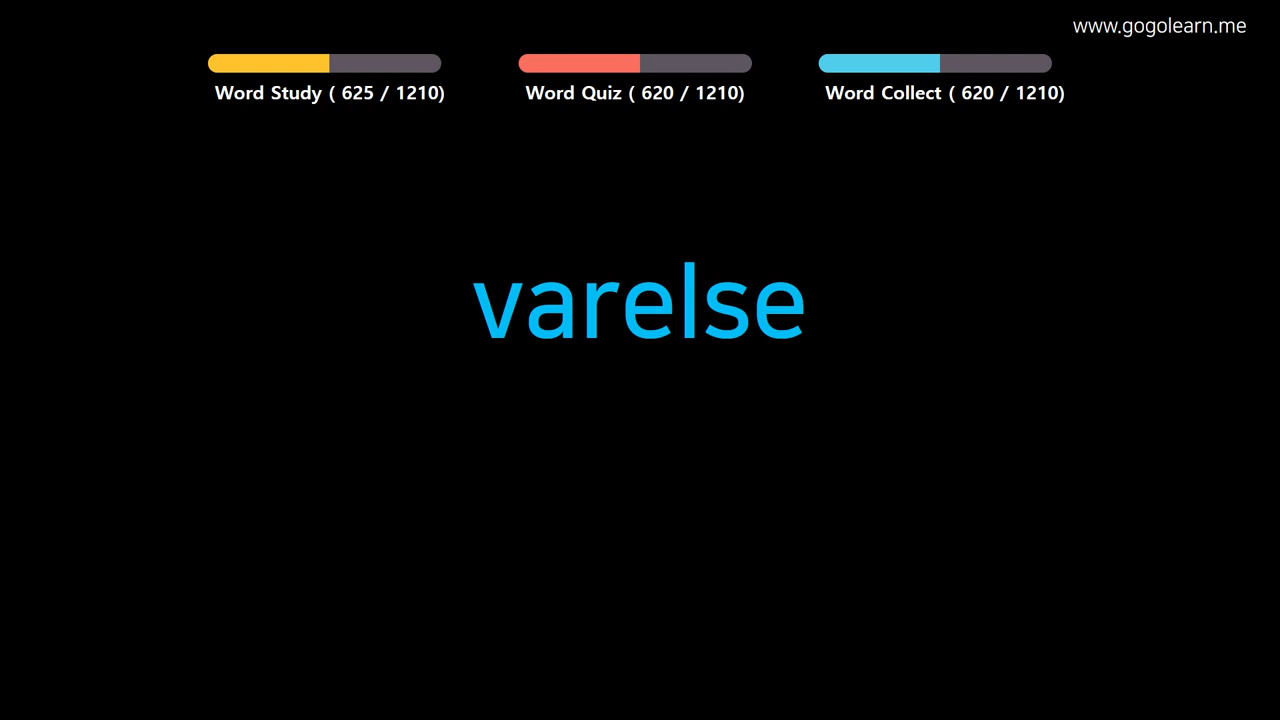 www.gogolearn.me
Word Study ( 625 / 1210)
Word Quiz ( 620 / 1210)
Word Collect ( 620 / 1210)
varelse